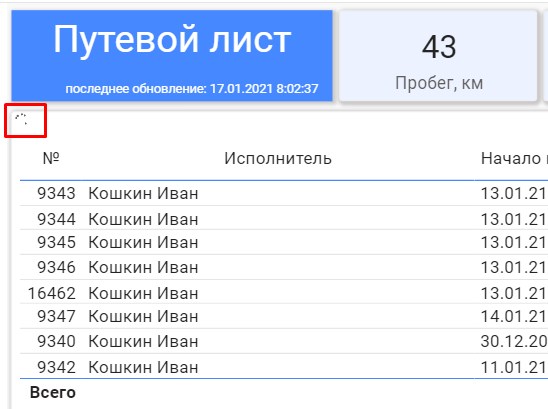 Путевой лист
последнее обновление: 17.01.2021 8:02:37
43
Пробег, км
№ Исполнитель Начало
9343 Кошкин Иван 13.01.21
9344 Кошкин Иван 13.01.21
9345 Кошкин Иван 13.01.21
9346 Кошкин Иван 13.01.21
16462 Кошкин Иван 13.01.21
9347 Кошкин Иван 14.01.21
9340 Кошкин Иван 30.12.20
9342 Кошкин Иван 11.01.21
Всего